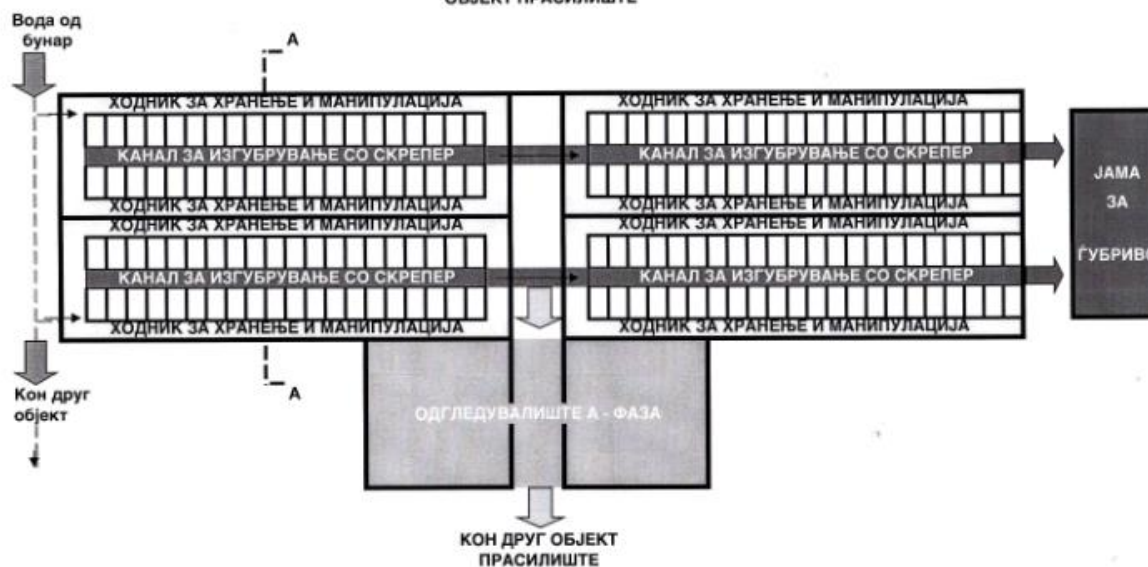 ОБЈЕКТ ПРАСИЛИШТЕ
Вода од
бунар
А
ХОДНИК ЗА ХРАНЕЊЕ И МАНИПУЛАЦИЈА
ХОДНИК ЗА ХРАНЕЊЕ И МАНИПУЛАЦИЈА
КАНАЛ ЗА ИЗГУБРУВАЊЕ СО СКРЕПЕР
КАНАЛ ЗА ИЗГУБРУВАЊЕ СО СКРЕПЕР
ХОДНИК ЗА ХРАНЕЊЕ И МАНИПУЛАЦИЈА
ХОДНИК ЗА ХРАНЕЊЕ И МАНИПУЛАЦИЈА
ХОДНИК ЗА ХРАНЕЊЕ И МАНИПУЛАЦИЈА
ХОДНИК ЗА ХРАНЕЊЕ И МАНИПУЛАЦИЈА
КАНАЛ ЗА ИЗГУБРУВАЊЕ СО СКРЕПЕР
КАНАЛ ЗА ИЗГУБРУВАЊЕ СО СКРЕПЕР
ХОДНИК ЗА ХРАНЕЊЕ И МАНИПУЛАЦИЈА
ХОДНИК ЗА ХРАНЕЊЕ И МАНИПУЛАЦИЈА
ЈАМА
ЗА
ЃУБРИВО
А
Кон друг
објект
ОДГЛЕДУВАЛИШТЕ А - ФАЗА
КОН ДРУГ ОБЈЕКТ
ПРАСИЛИШТЕ